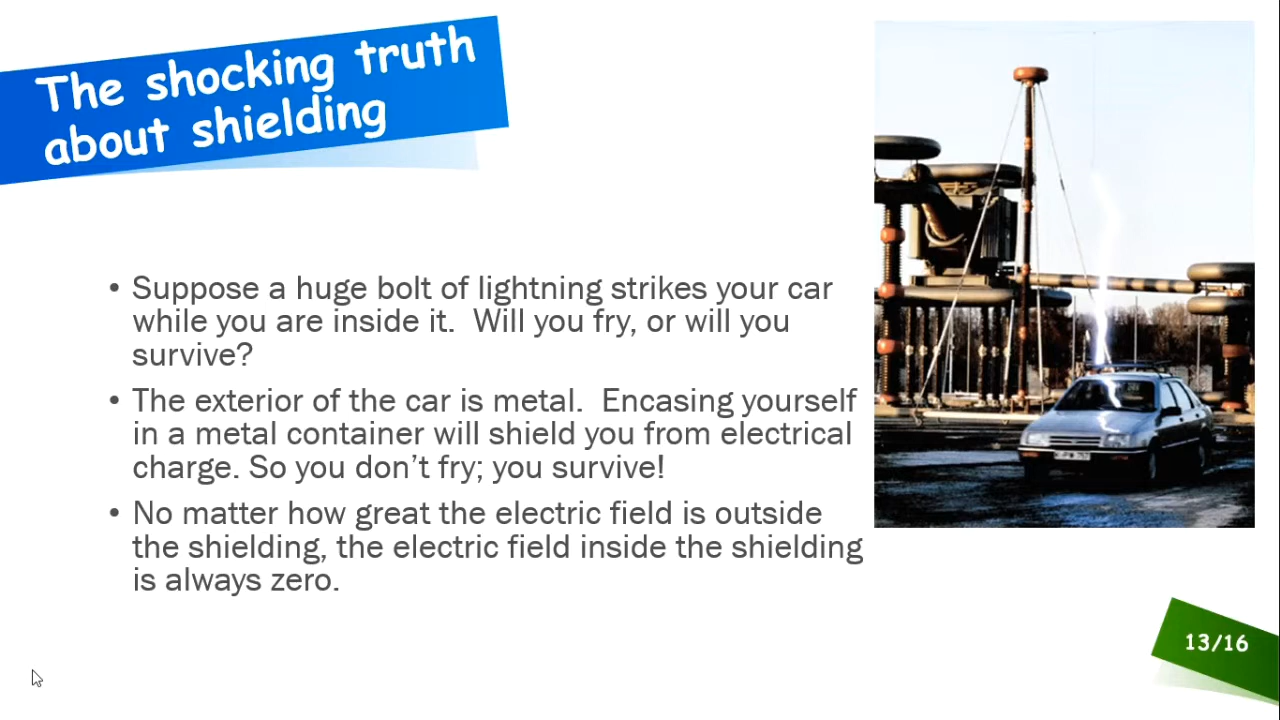 The shocking truth
about shielding
• Suppose a huge bolt of lightning strikes your car
while you are inside it.  Will you fry, or will you
survive?
• The exterior of the car is metal.  Encasing yourself
in a metal container will shield you from electrical
charge. So you don’t fry; you survive!
• No matter how great the electric field is outside
the shielding, the electric field inside the shielding
is always zero.
13/16